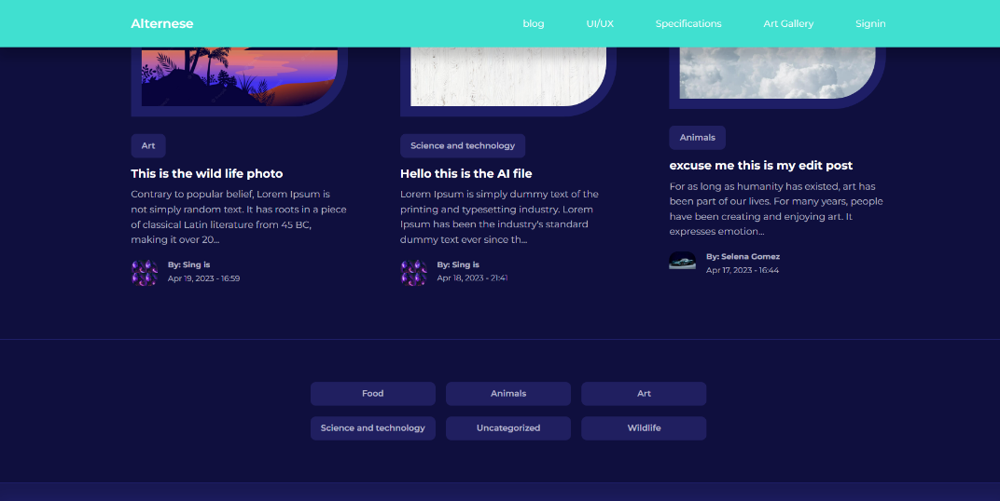 Alternese
blog
UI/UX
Specifications
Art Gallery
Signin
Art
This is the wild life photo
Contrary to popular belief, Lorem Ipsum is
not simply random text. It has roots in a piece
of classical Latin literature from 45 BC,
making it over 20...
By: Sing is
Apr 19, 2023 - 16:59
Science and technology
Hello this is the AI file
Lorem Ipsum is simply dummy text of the
printing and typesetting industry. Lorem
Ipsum has been the industry's standard
dummy text ever since th...
By: Sing is
Apr 18, 2023 - 21:41
Animals
excuse me this is my edit post
For as long as humanity has existed, art has
been part of our lives. For many years, people
have been creating and enjoying art. It
expresses emotion...
By: Selena Gomez
Apr 17, 2023 - 16:44
Food
Animals
Art
Science and technology
Uncategorized
Wildlife